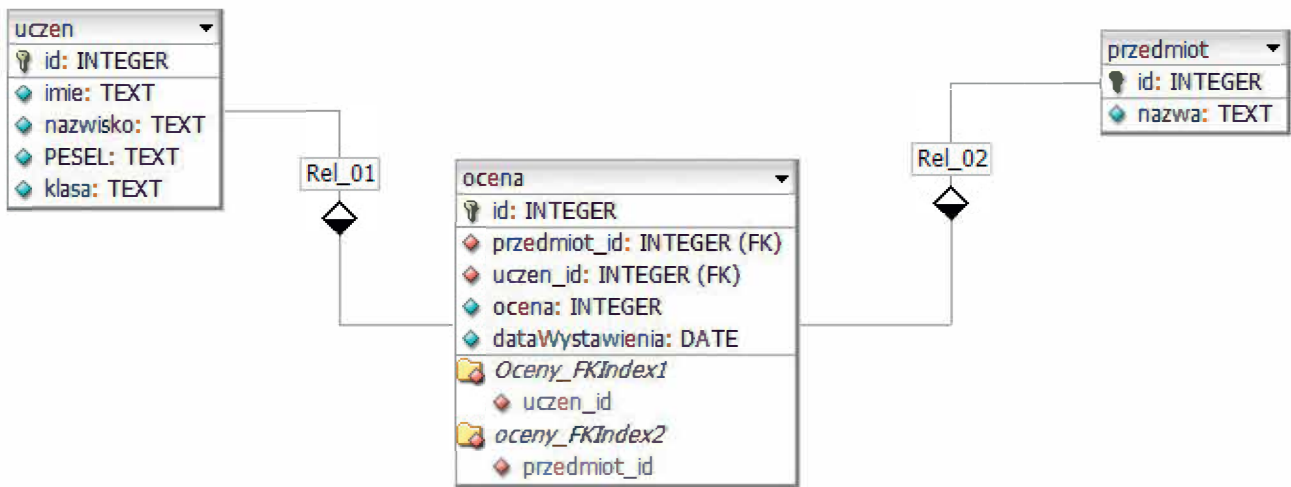 uczen
id: INTEGER
imie: TEXT
nazwisko: TEXT
PESEL: TEXT
klasa: TEXT
Rel_01
ocena
id: INTEGER
przedmiot_id: INTEGER (FK)
uczen_id: INTEGER (FK)
ocena: INTEGER
dataWystawienia: DATE
Oceny_FKIndex1
uczen_id
oceny_FKIndex2
przedmiot_id
Rel_02
przedmiot
id: INTEGER
nazwa: TEXT